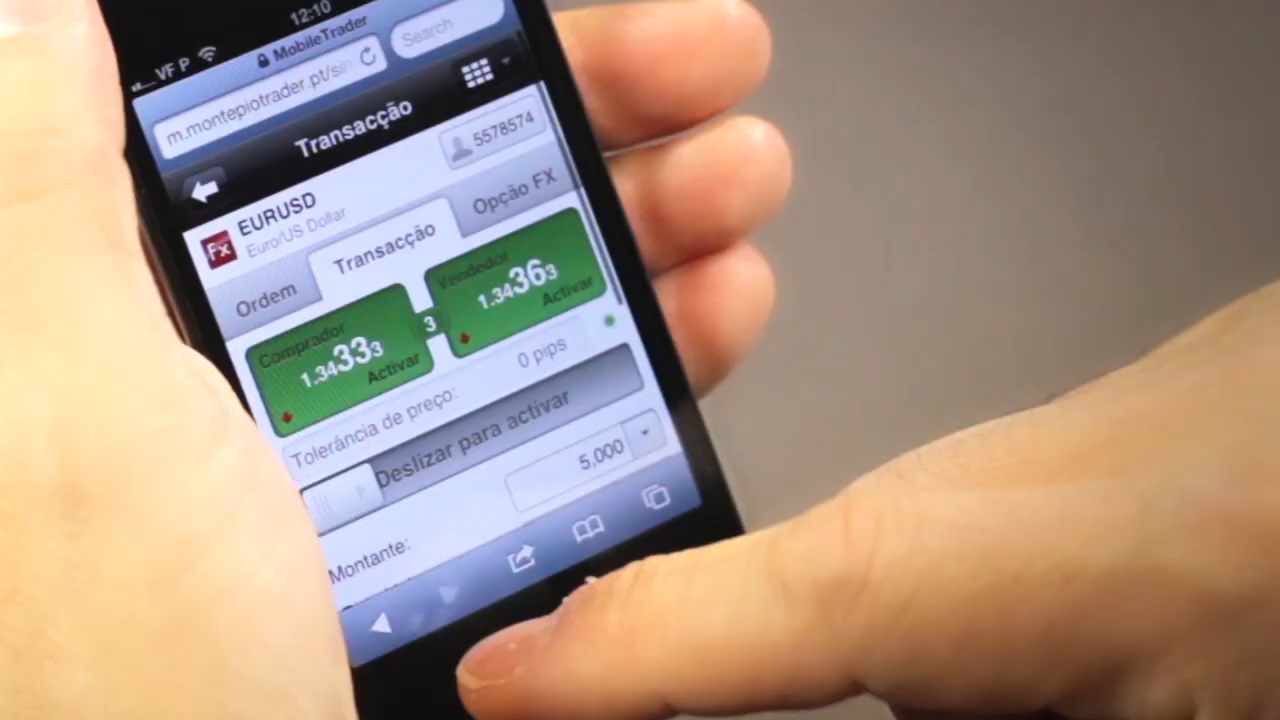 VF P
12:10
MobileTrader
m.montepiotrader.pt/sin
Search
Transacção
5578574
Fx
EURUSD
Euro/US Dollar
Ordem
Transacção
Opção FX
Comprador
1.34333
Activar
3
Vendedor
1.34363
Activar
Tolerância de preço:
0 pips
Deslizar para activar
Montante:
5,000